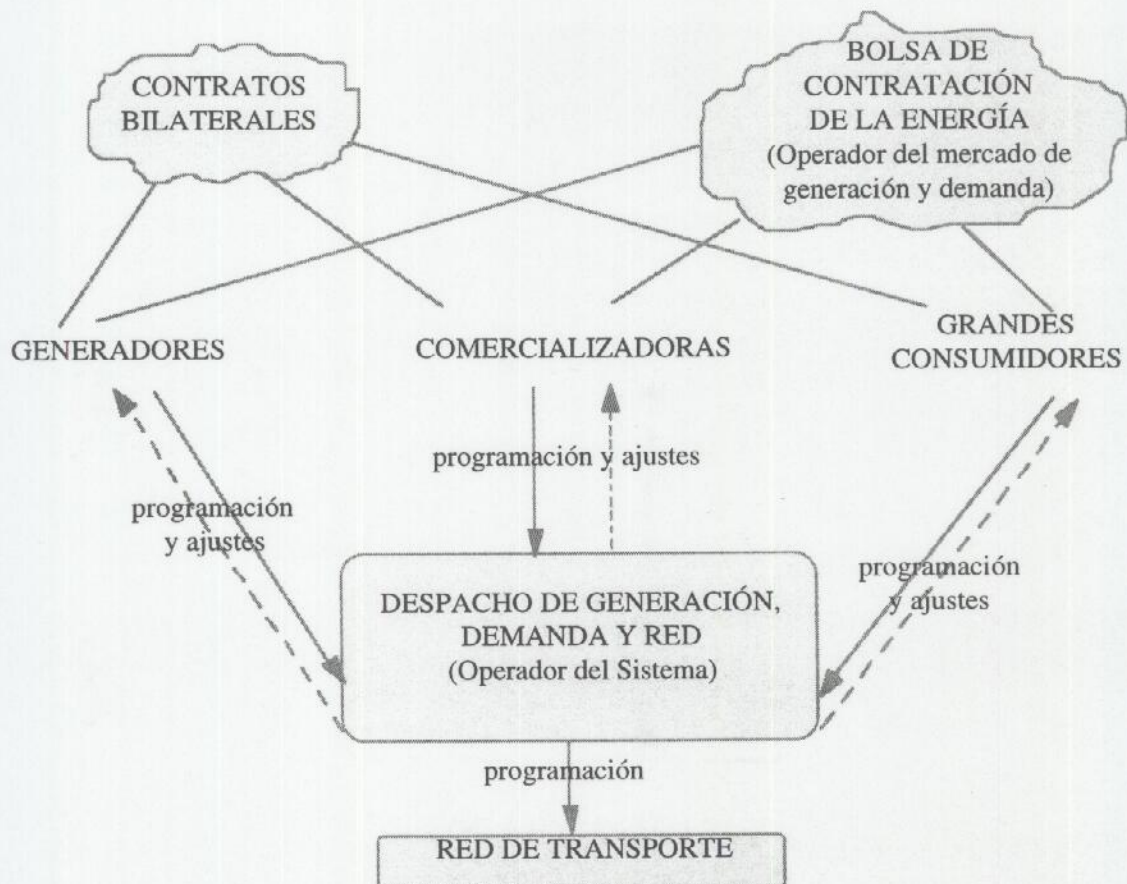 CONTRATOS
BILATERALES
BOLSA DE
CONTRATACIÓN
DE LA ENERGÍA
(Operador del mercado de
generación y demanda)
GENERADORES
COMERCIALIZADORAS
GRANDES
CONSUMIDORES
programación y ajustes
programación
y ajustes
programación
y ajustes
DESPACHO DE GENERACIÓN,
DEMANDA Y RED
(Operador del Sistema)
programación
RED DE TRANSPORTE